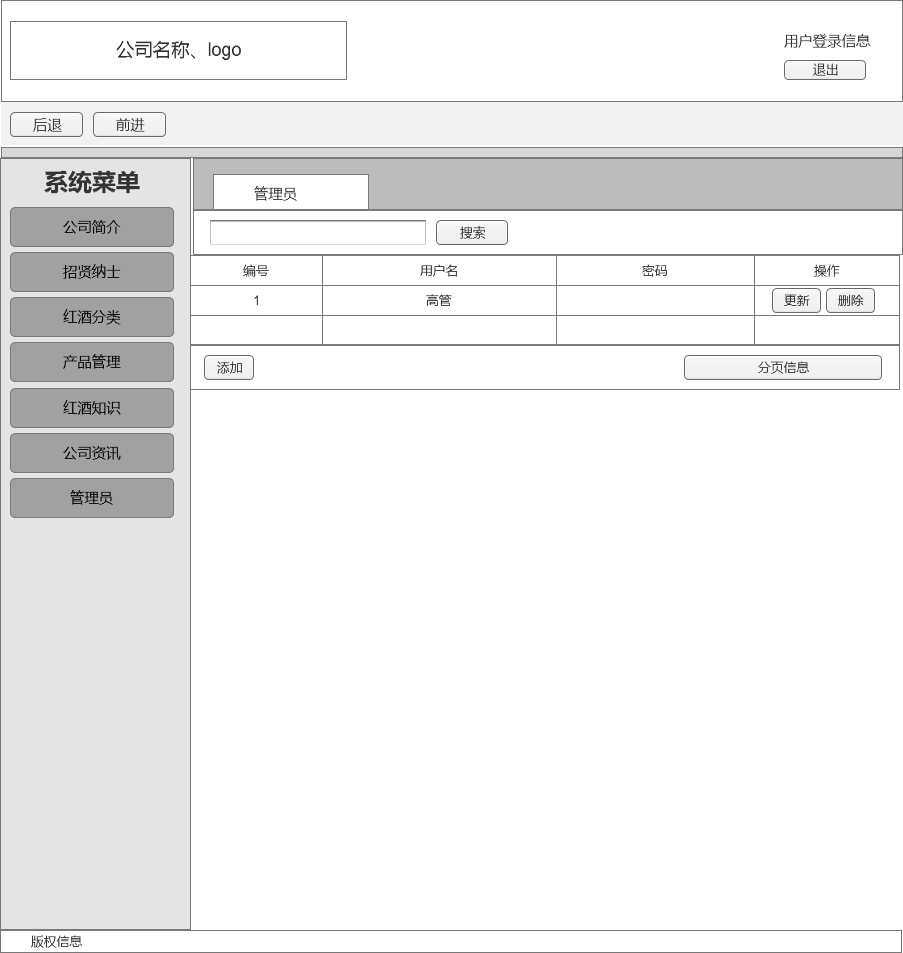 公司名称、logo
用户登录信息
退出
后退 前进
系统菜单
公司简介
招贤纳士
红酒分类
产品管理
红酒知识
公司资讯
管理员
管理员
搜索
编号 用户名 密码 操作
1 高管 更新 删除
添加 分页信息
版权信息